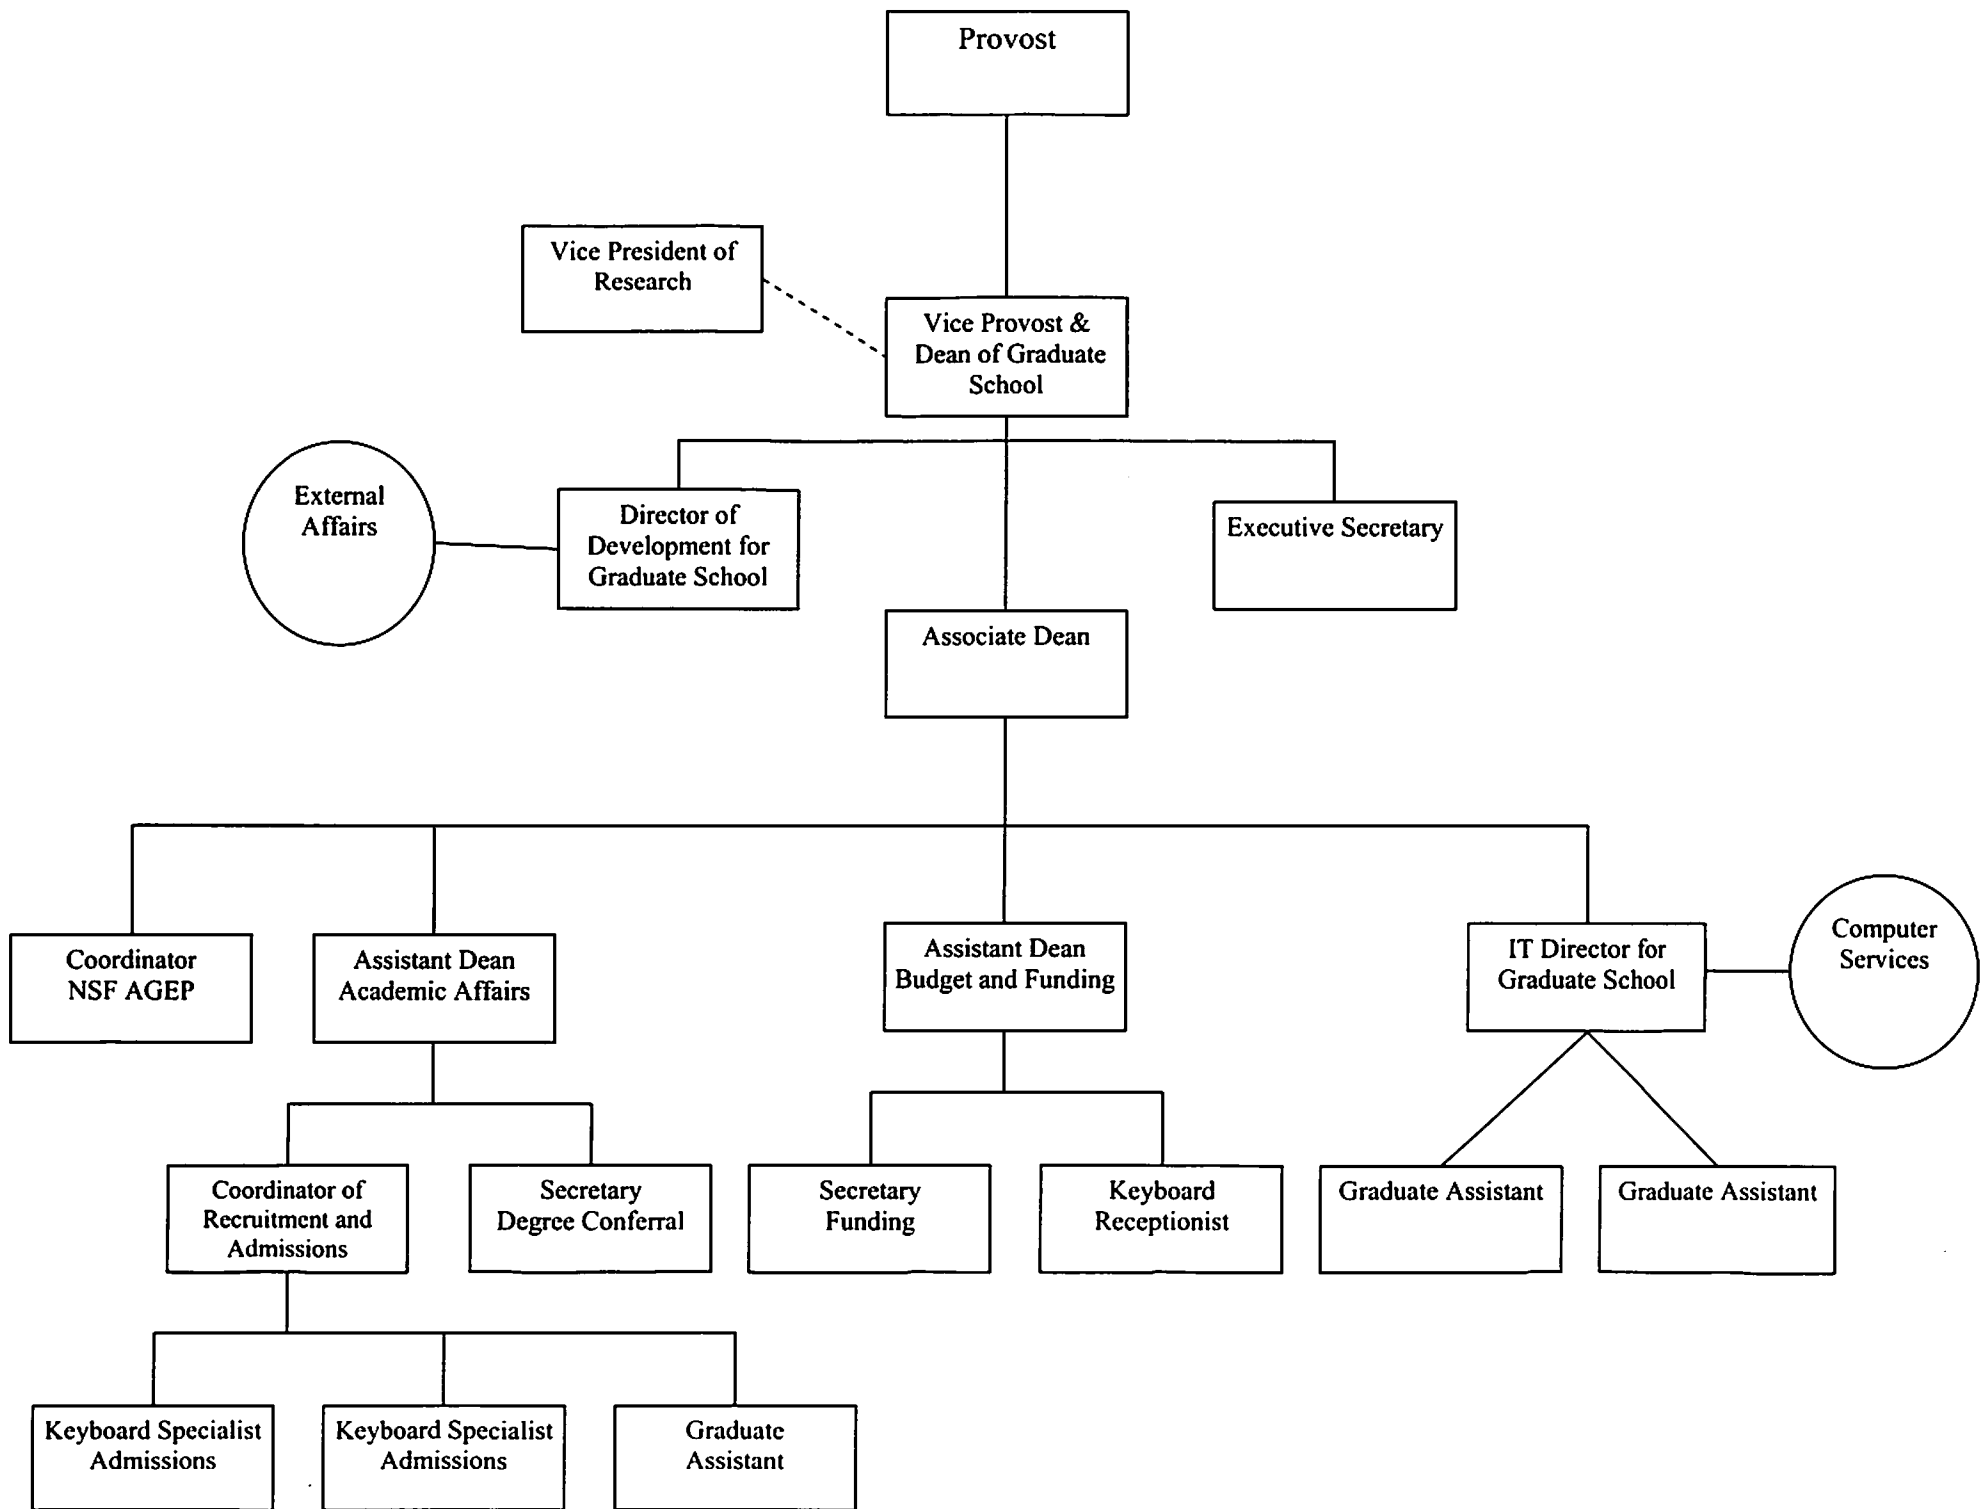 Provost
Vice President of
Research
Vice Provost &
Dean of Graduate
School
External
Affairs
Director of
Development for
Graduate School
Executive Secretary
Associate Dean
Coordinator
NSF AGEP
Assistant Dean
Academic Affairs
Assistant Dean
Budget and Funding
IT Director for
Graduate School
Computer
Services
Coordinator of
Recruitment and
Admissions
Secretary
Degree Conferral
Secretary
Funding
Keyboard
Receptionist
Graduate Assistant
Graduate Assistant
Keyboard Specialist
Admissions
Keyboard Specialist
Admissions
Graduate
Assistant